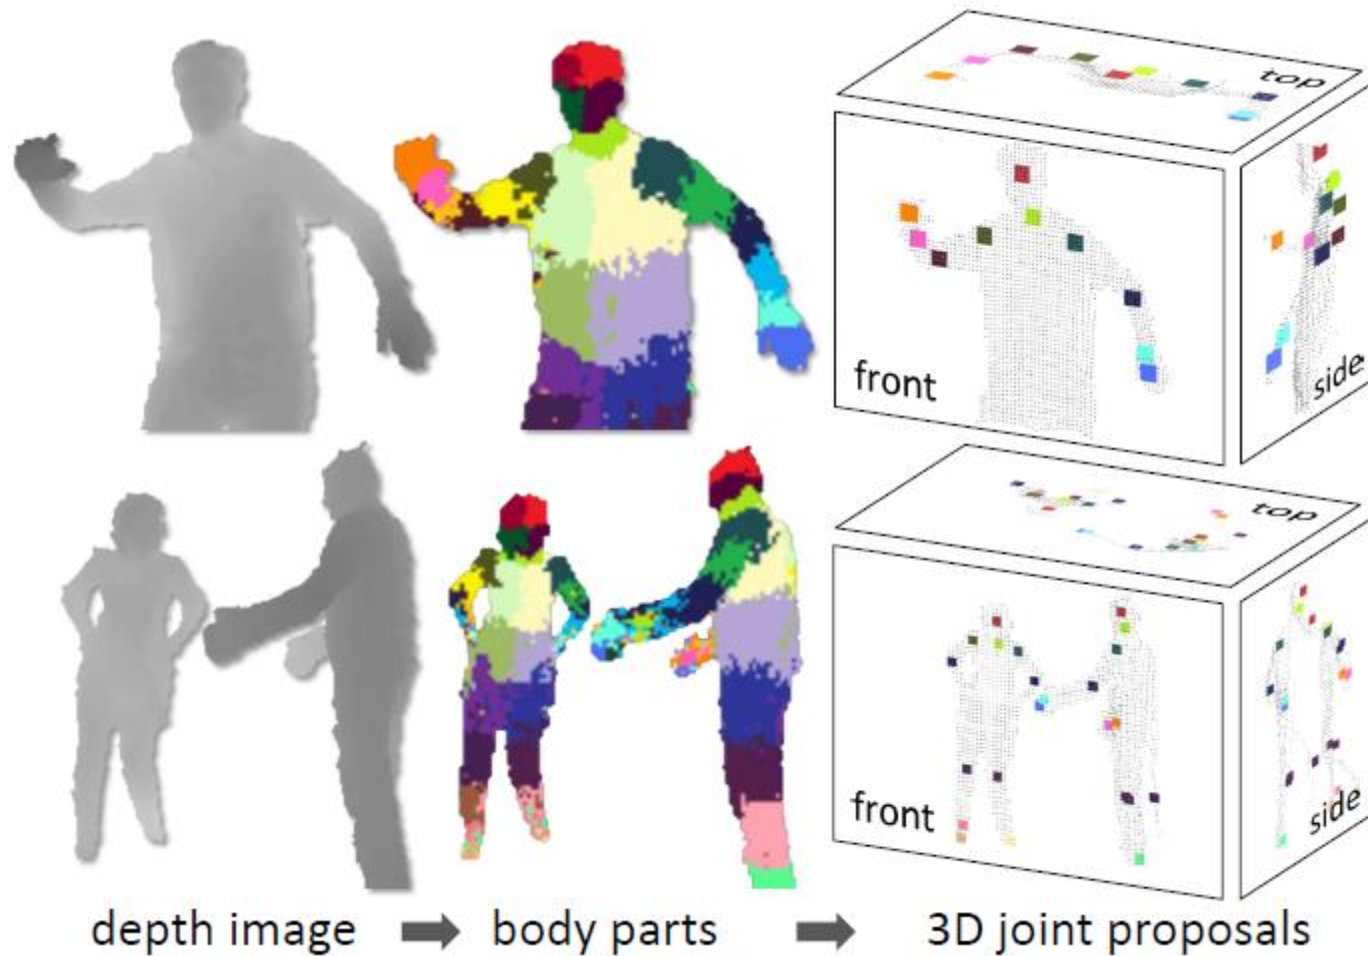 top
front
side
top
front
side
depth image → body parts → 3D joint proposals